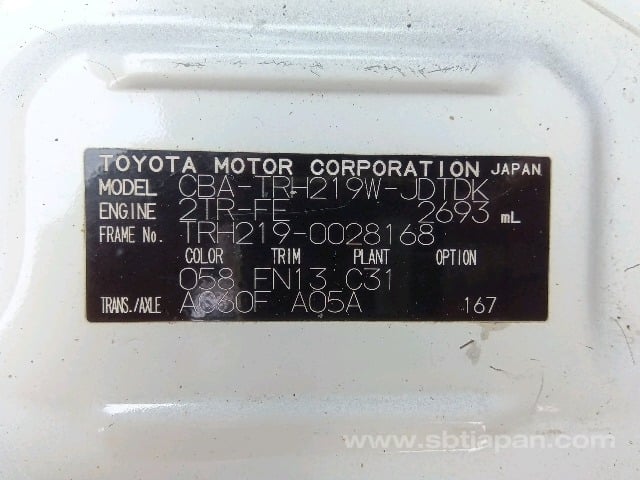 TOYOTA MOTOR CORPORATION JAPAN
MODEL CBA-TRH219W-JDTDK
ENGINE 2TR-FE 2693 mL
FRAME No. TRH219-0028168
COLOR TRIM PLANT OPTION
058 FN13 C31
TRANS./AXLE AC60F A05A 167
www.sbtjapan.com